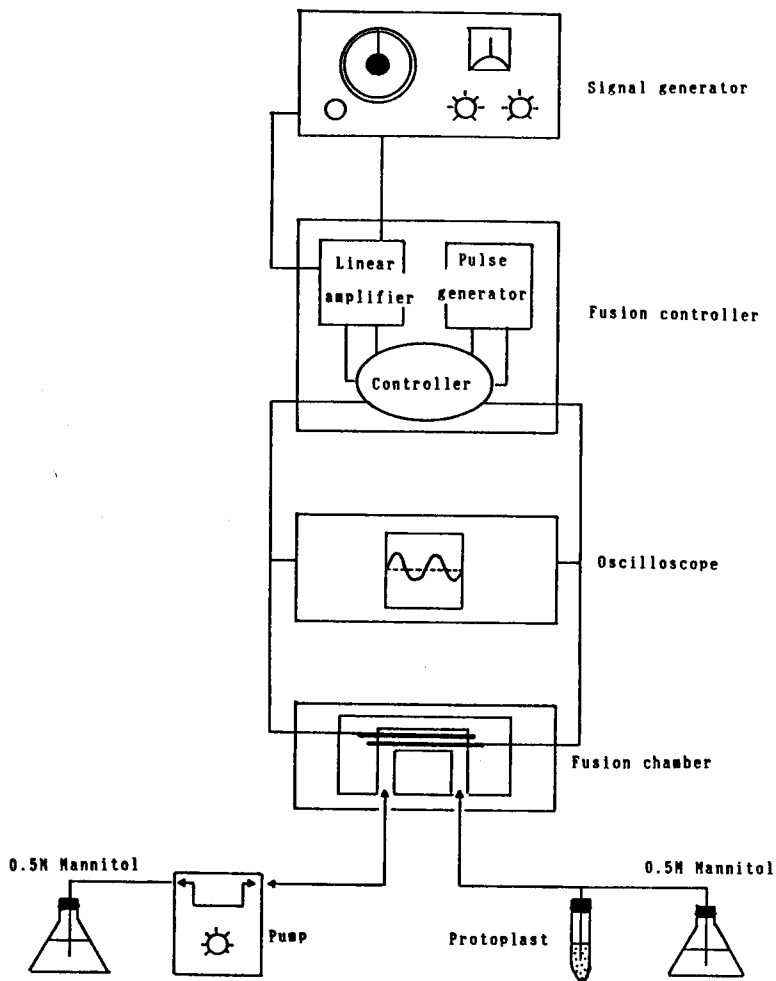 Signal generator
Linear
amplifier
Pulse
generator
Fusion controller
Controller
Oscilloscope
Fusion chamber
0.5M Mannitol
0.5M Mannitol
Pump
Protoplast